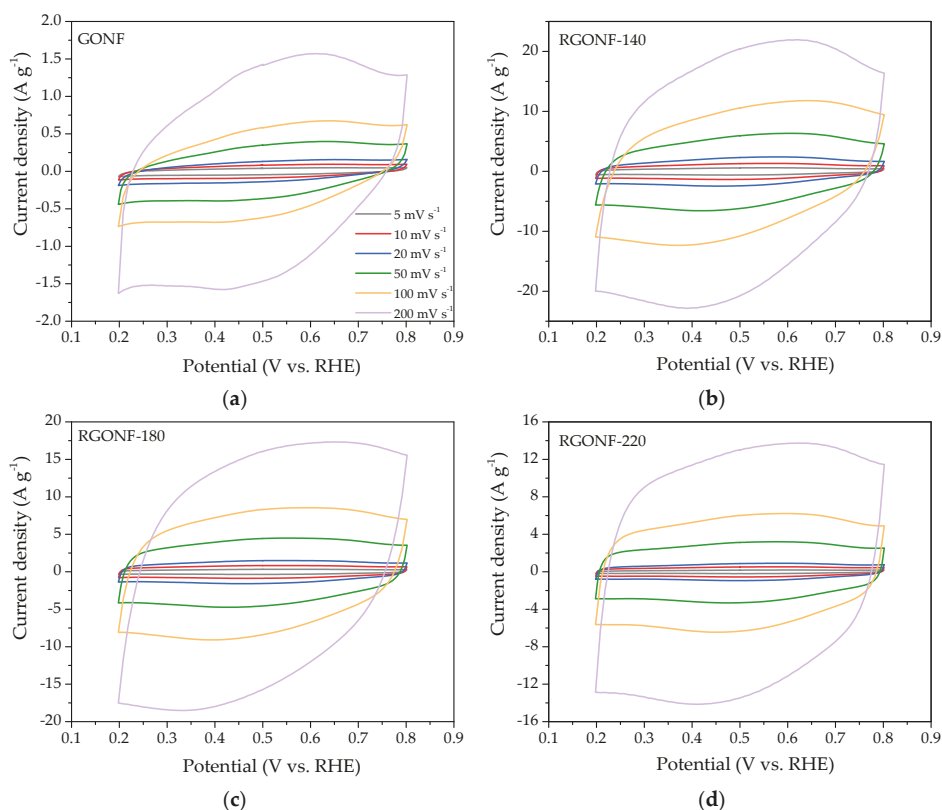 GONF
Current density (A g⁻¹)
2.0
1.5
1.0
0.5
0.0
-0.5
-1.0
-1.5
-2.0
5 mV s⁻¹
10 mV s⁻¹
20 mV s⁻¹
50 mV s⁻¹
100 mV s⁻¹
200 mV s⁻¹
0.1 0.2 0.3 0.4 0.5 0.6 0.7 0.8 0.9
Potential (V vs. RHE)
(a)
RGONF-140
Current density (A g⁻¹)
20
10
0
-10
-20
0.1 0.2 0.3 0.4 0.5 0.6 0.7 0.8 0.9
Potential (V vs. RHE)
(b)
RGONF-180
Current density (A g⁻¹)
20
15
10
5
0
-5
-10
-15
-20
0.1 0.2 0.3 0.4 0.5 0.6 0.7 0.8 0.9
Potential (V vs. RHE)
(c)
RGONF-220
Current density (A g⁻¹)
16
12
8
4
0
-4
-8
-12
-16
0.1 0.2 0.3 0.4 0.5 0.6 0.7 0.8 0.9
Potential (V vs. RHE)
(d)